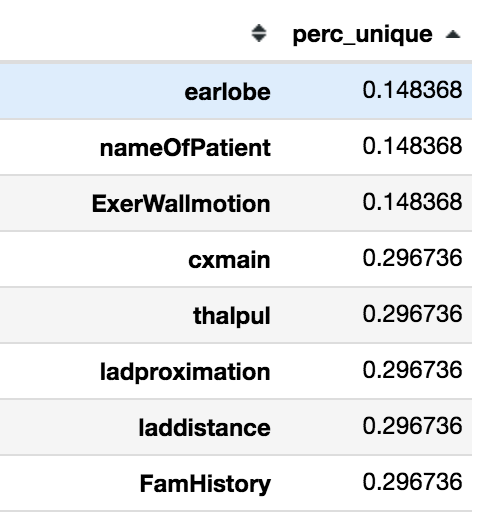 perc_unique
earlobe 0.148368
nameOfPatient 0.148368
ExerWallmotion 0.148368
cxmain 0.296736
thalpul 0.296736
ladproximation 0.296736
laddistance 0.296736
FamHistory 0.296736